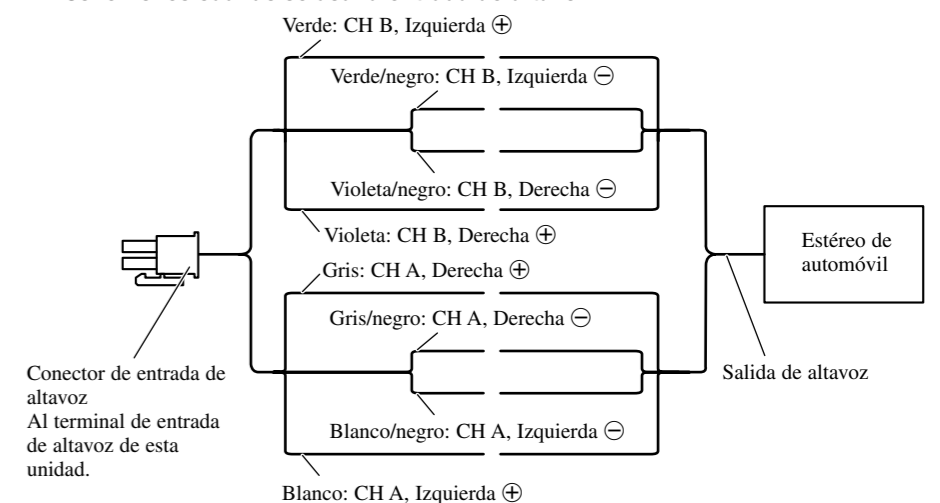 Verde: CH B, Izquierda ⊕
Verde/negro: CH B, Izquierda ⊖
Violeta/negro: CH B, Derecha ⊖
Violeta: CH B, Derecha ⊕
Gris: CH A, Derecha ⊕
Gris/negro: CH A, Derecha ⊖
Blanco/negro: CH A, Izquierda ⊖
Blanco: CH A, Izquierda ⊕
Conector de entrada de
altavoz
Al terminal de entrada
de altavoz de esta
unidad.
Estéreo de
automóvil
Salida de altavoz